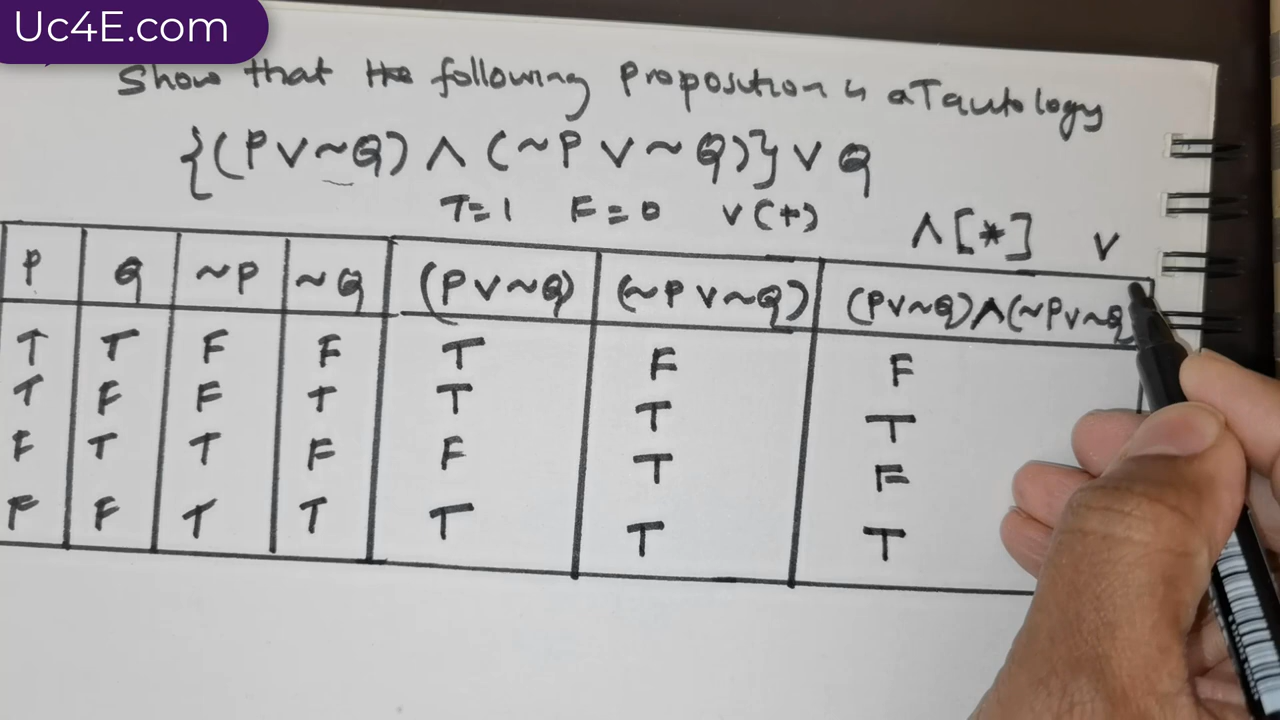 Uc4E.com
Show that the following Proposition is a Tautology
{(P∨~Q) ∧ (~P ∨ ~Q)} ∨ Q
T=1 F=0 ∨(+) ∧[*] ∨
P Q ~P ~Q (P∨~Q) (~P∨~Q) (P∨~Q)∧(~P∨~Q
T T F F T F F
T F F T T T T
F T T F F T F
F F T T T T T